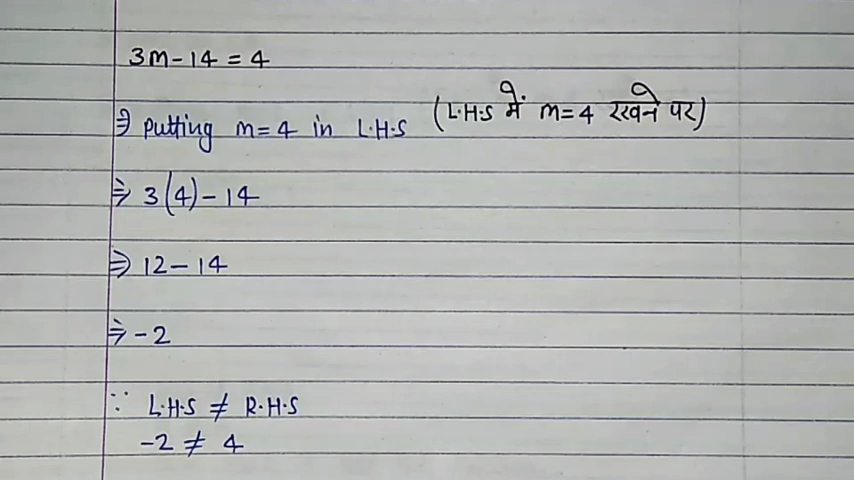 3m - 14 = 4
⇒ Putting m = 4 in L.H.S (L.H.S में m = 4 रखने पर)
⇒ 3(4) - 14
⇒ 12 - 14
⇒ -2
∵ L.H.S ≠ R.H.S
-2 ≠ 4